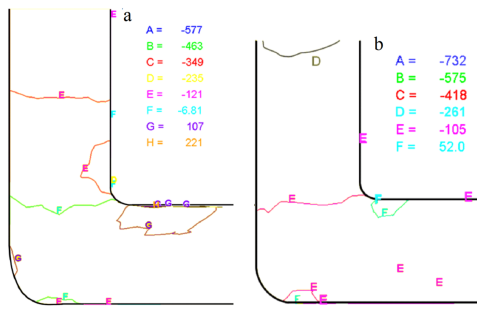 a
A = -577
B = -463
C = -349
D = -235
E = -121
F = -6.81
G = 107
H = 221
E
F
E
E
F
F
G
G
G
G
G
F
E
E
b
A = -732
B = -575
C = -418
D = -261
E = -105
F = 52.0
D
E
E
F
E
E
F
E
E
E
F
E